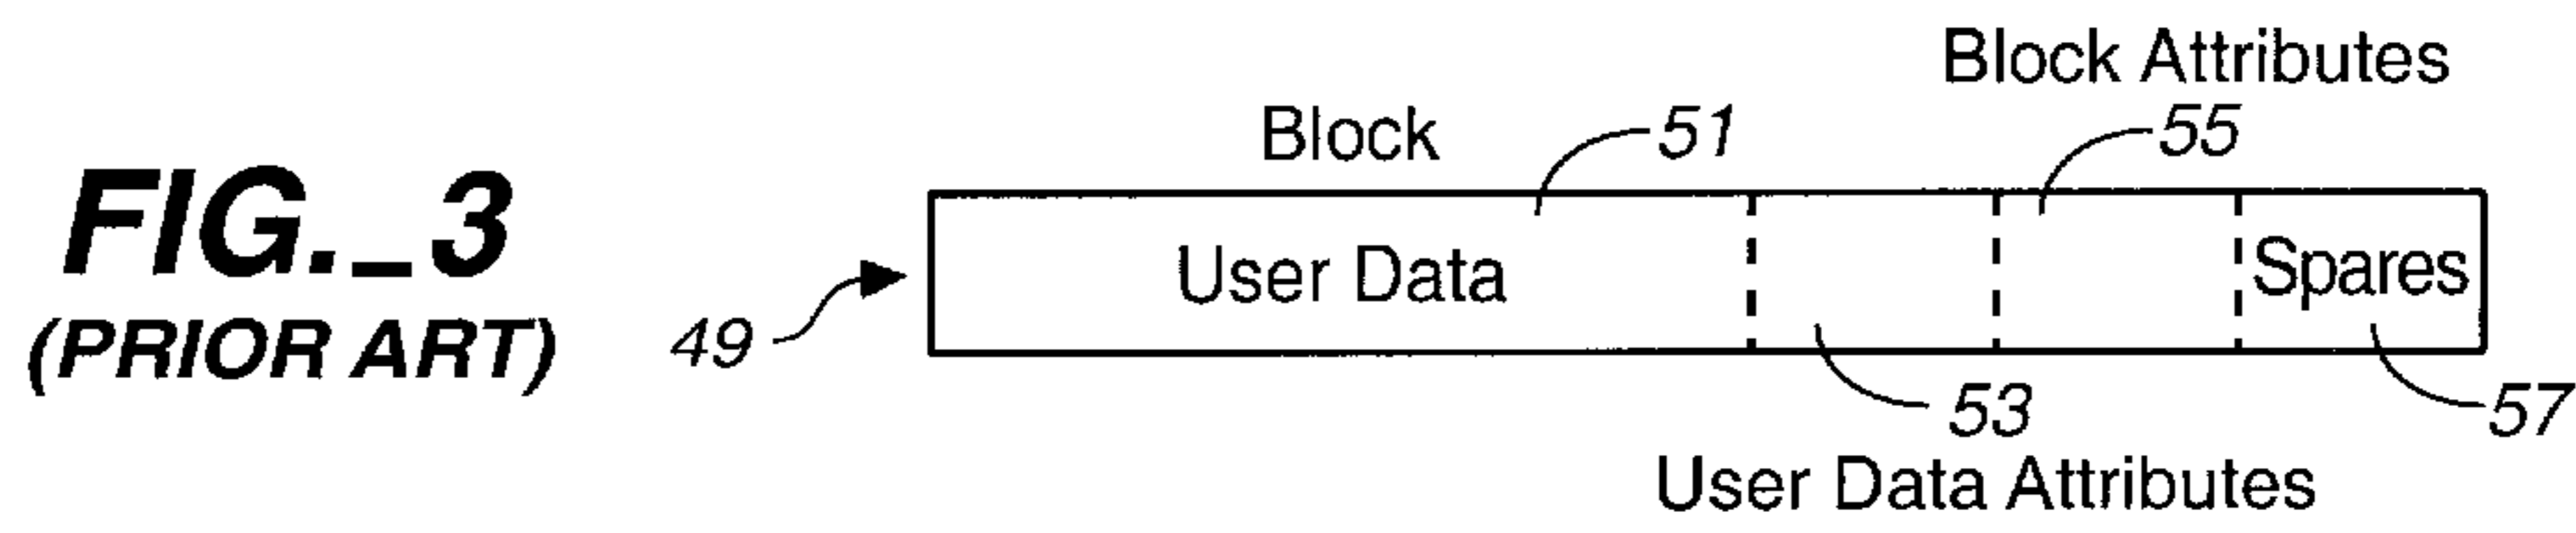 FIG._3
(PRIOR ART)
Block Attributes
Block
51
55
User Data
Spares
49
53
57
User Data Attributes